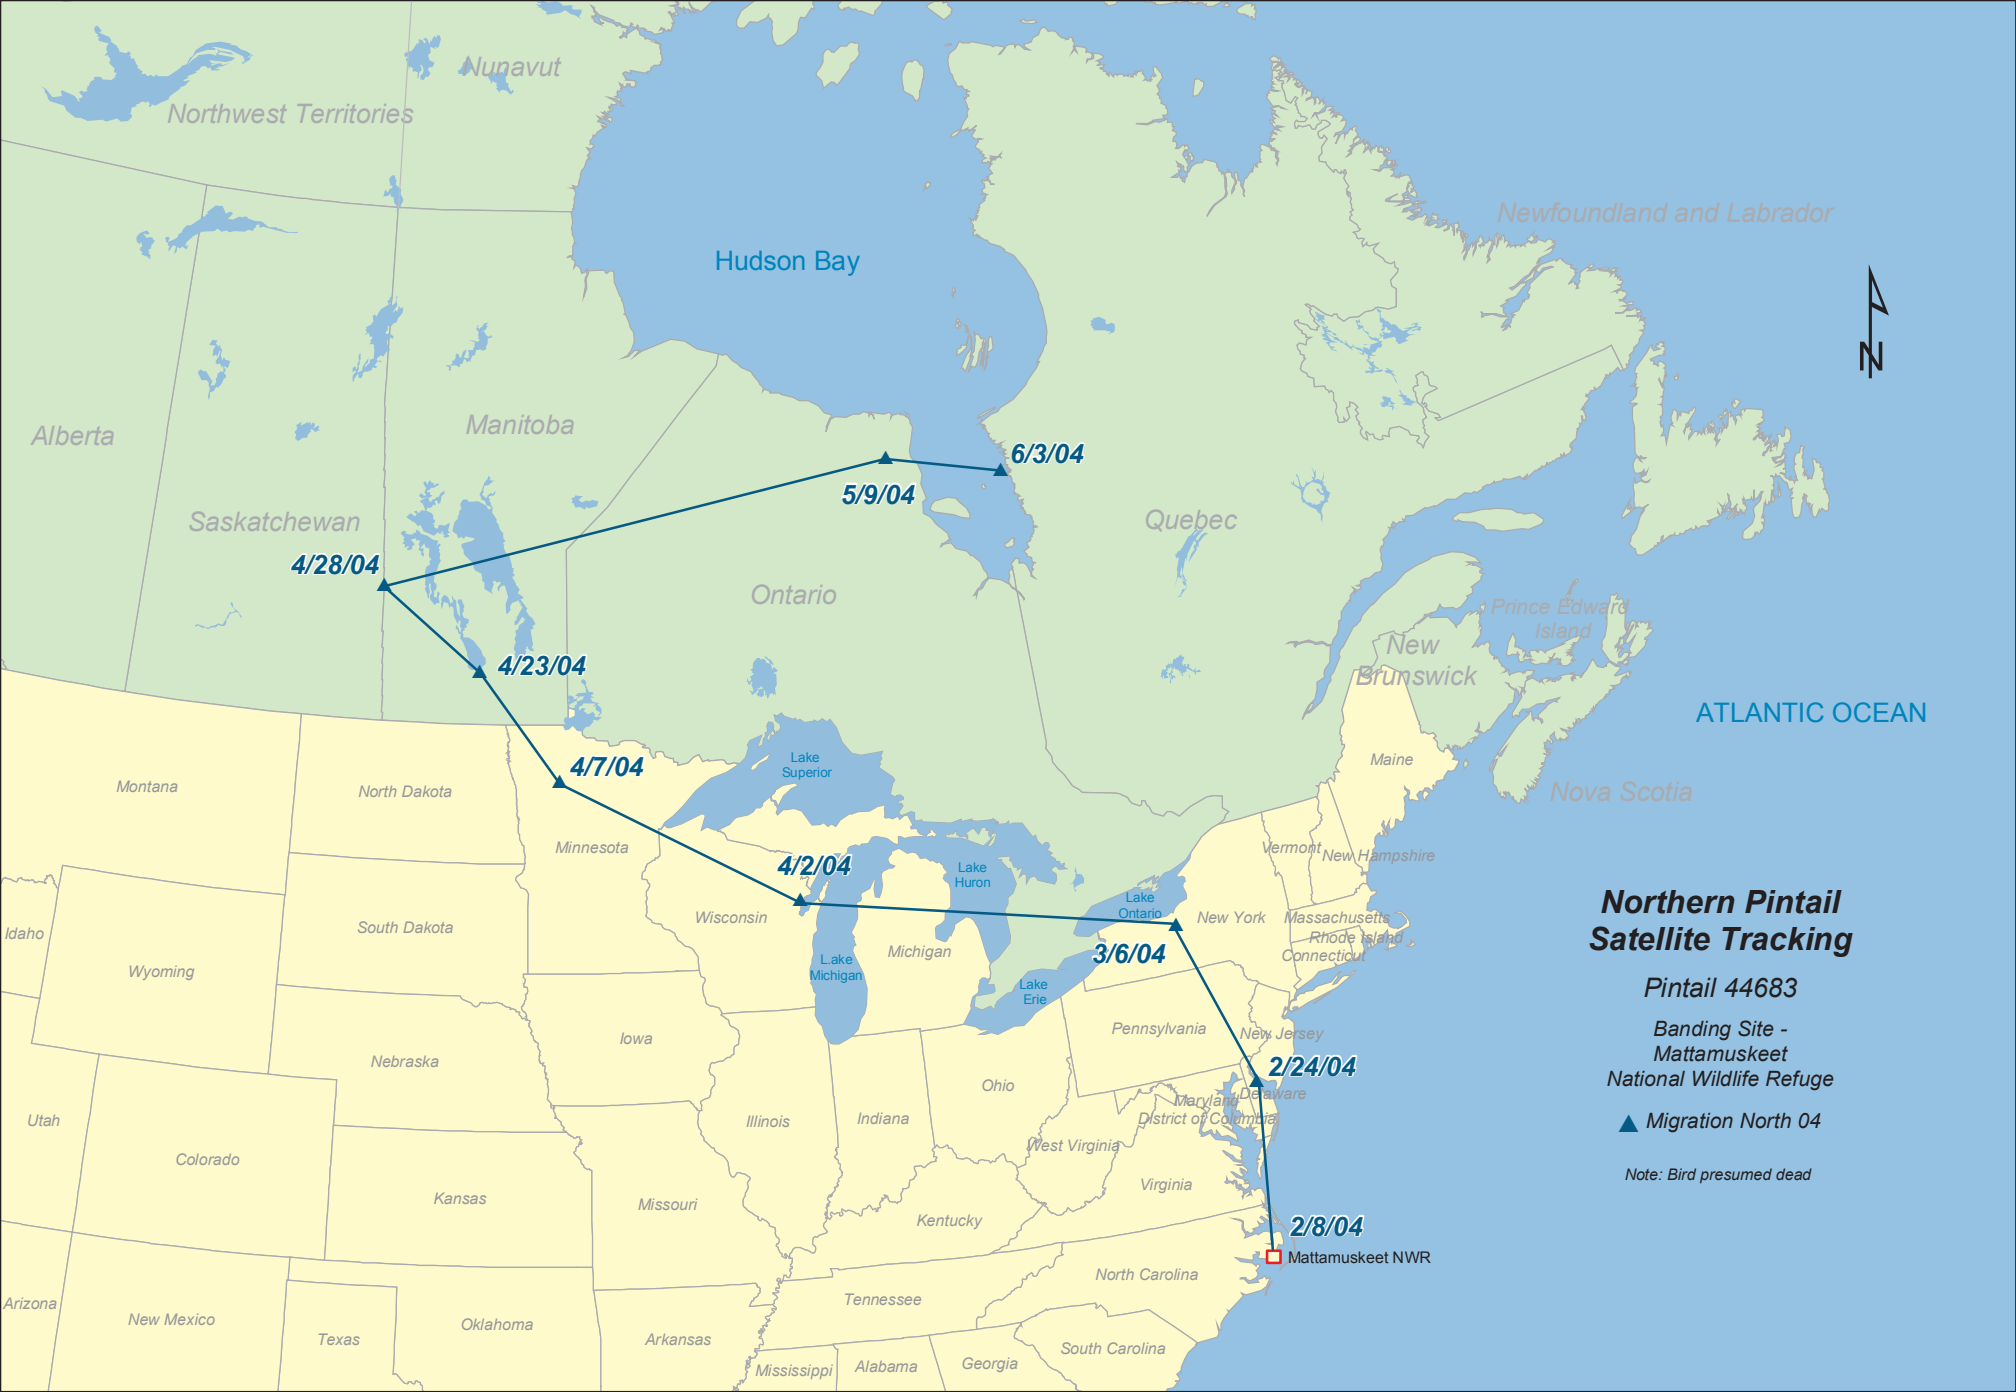 Nunavut
Northwest Territories
Newfoundland and Labrador
Hudson Bay
Alberta
Manitoba
6/3/04
5/9/04
Saskatchewan
Quebec
4/28/04
Ontario
Prince Edward
Island
New
Brunswick
4/23/04
ATLANTIC OCEAN
N
Lake
Superior
4/7/04
Maine
Montana
North Dakota
Nova Scotia
Minnesota
Vermont
New Hampshire
4/2/04
Lake
Huron
Lake
Ontario
Wisconsin
New York
Massachusetts
Rhode Island
Connecticut
South Dakota
Idaho
Michigan
3/6/04
Wyoming
L.ake
Michigan
Lake
Erie
Northern Pintail
Satellite Tracking
Pintail 44683
Banding Site -
Mattamuskeet
National Wildlife Refuge
Migration North 04
Note: Bird presumed dead
Pennsylvania
New Jersey
Iowa
Nebraska
2/24/04
Ohio
Delaware
Maryland
District of Columbia
Utah
Illinois
Indiana
West Virginia
Colorado
Virginia
Kansas
Missouri
Kentucky
2/8/04
Mattamuskeet NWR
North Carolina
Arizona
New Mexico
Texas
Oklahoma
Tennessee
Arkansas
South Carolina
Mississippi
Alabama
Georgia